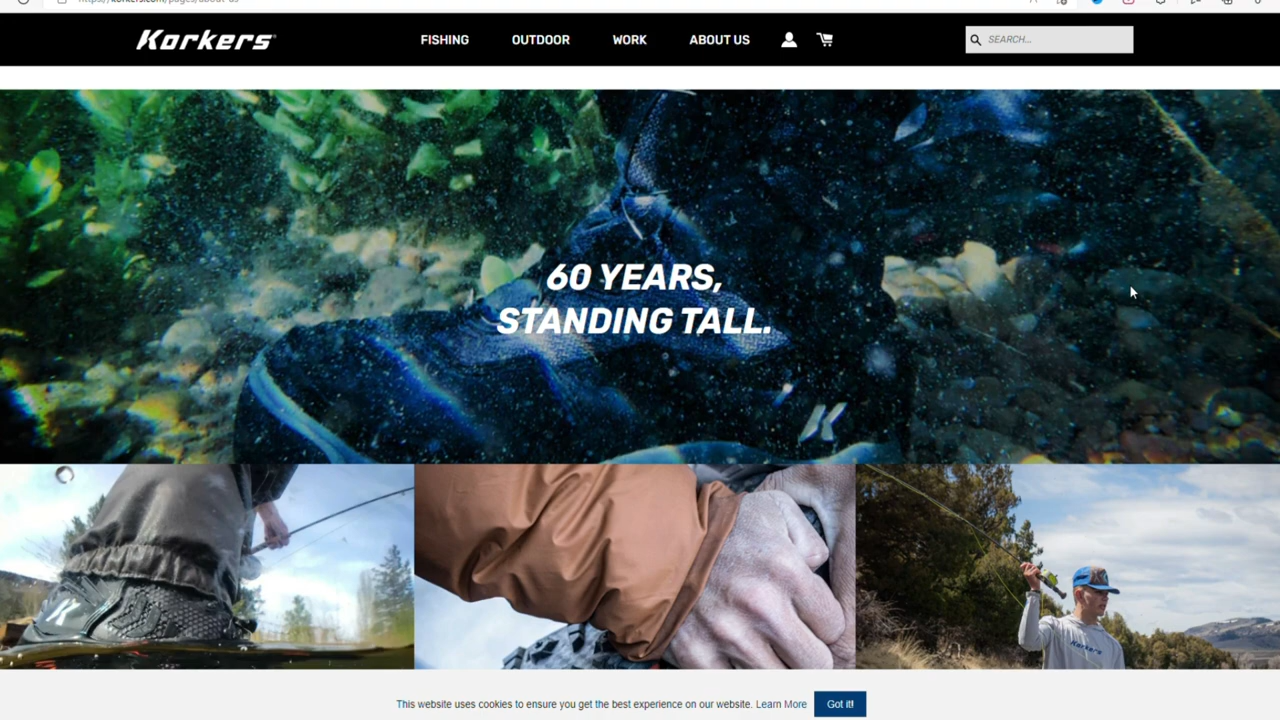 Korkers
FISHING
OUTDOOR
WORK
ABOUT US
SEARCH...
60 YEARS,
STANDING TALL.
K
K
Korkers
This website uses cookies to ensure you get the best experience on our website. Learn More
Got it!